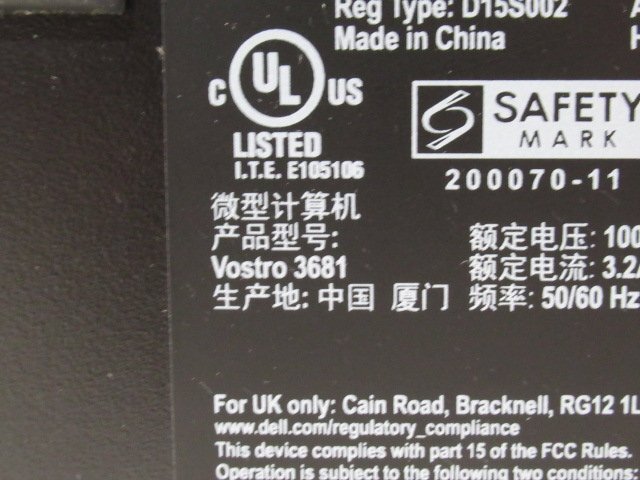 Reg Type: D15S002
Made in China
C UL US
LISTED
I.T.E. E105106
SAFETY
MARK
200070-11
微型计算机
产品型号:
Vostro 3681
额定电压: 100
额定电流: 3.2
生产地: 中国 厦门 频率: 50/60 Hz
For UK only: Cain Road, Bracknell, RG12 1L
www.dell.com/regulatory_compliance
This device complies with part 15 of the FCC Rules.
Operation is subject to the following two conditions: